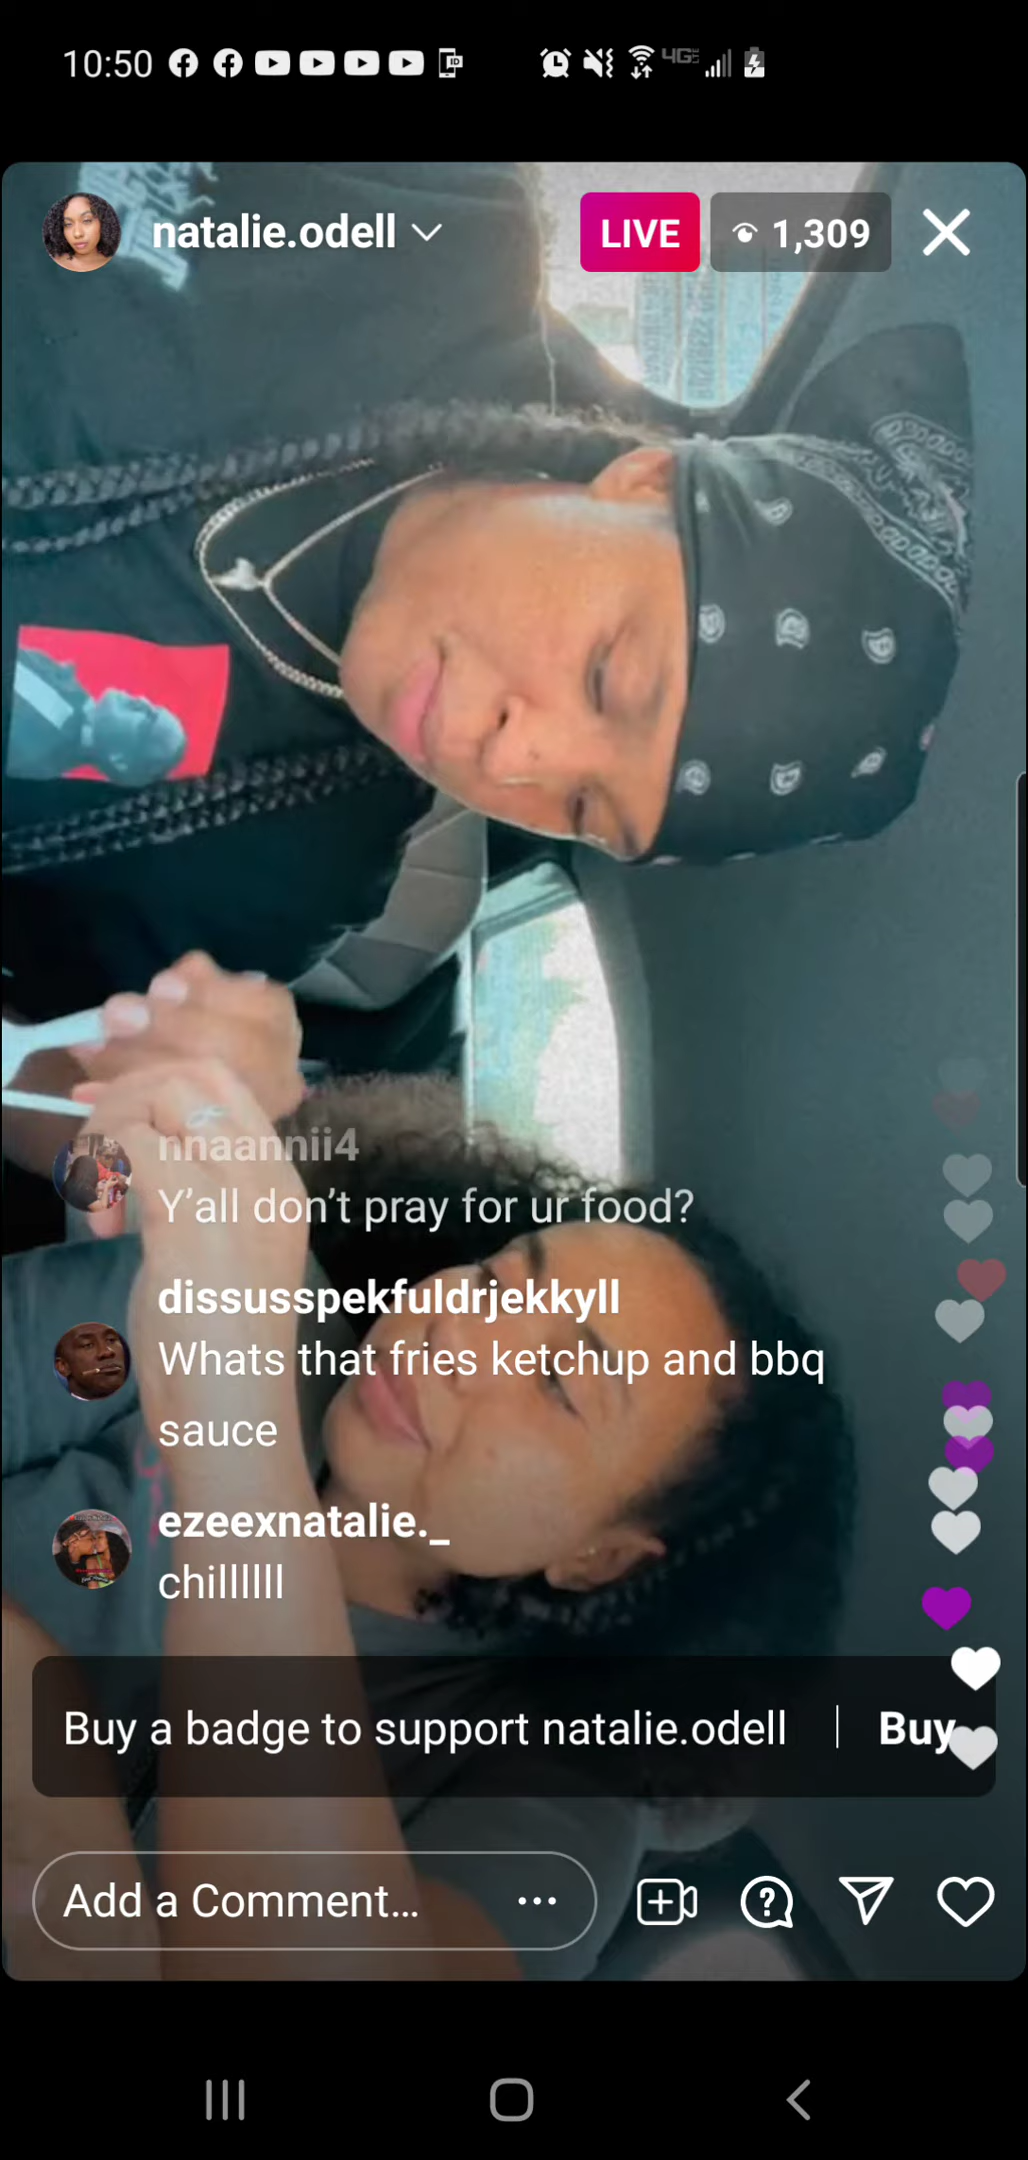 10:50
4G
natalie.odell
LIVE
1,309
nnaannii4
Y'all don't pray for ur food?
dissusspekfuldrjekkyll
Whats that fries ketchup and bbq
sauce
ezeexnatalie._
chillllll
Buy a badge to support natalie.odell | Buy
Add a Comment...